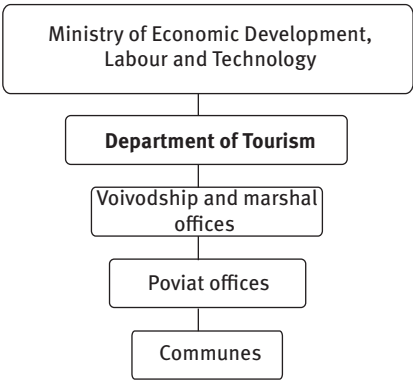 Ministry of Economic Development,
Labour and Technology
Department of Tourism
Voivodship and marshal
offices
Poviat offices
Communes